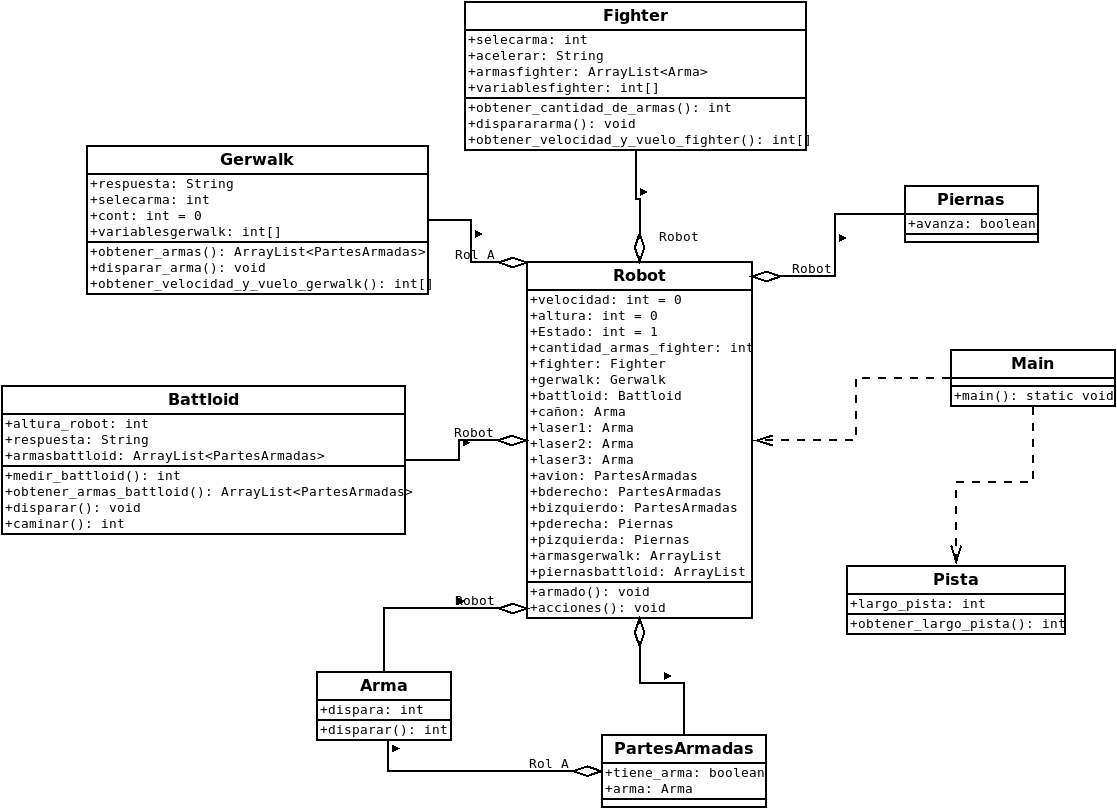 Fighter
+selecarma: int
+acelerar: String
+armasfighter: ArrayList<Arma>
+variablesfighter: int[]
+obtener_cantidad_de_armas(): int
+dispararарma(): void
+obtener_velocidad_y_vuelo_fighter(): int[]
Gerwalk
+respuesta: String
+selecarma: int
+cont: int = 0
+variablesgerwalk: int[]
+obtener_armas(): ArrayList<PartesArmadas>
+disparar_arma(): void
+obtener_velocidad_y_vuelo_gerwalk(): int[]
Piernas
+avanza: boolean
Robot
Rol A
Robot
Robot
+velocidad: int = 0
+altura: int = 0
+Estado: int = 1
+cantidad_armas_fighter: int
+fighter: Fighter
+gerwalk: Gerwalk
+battloid: Battloid
+cañon: Arma
+laser1: Arma
+laser2: Arma
+laser3: Arma
+avion: PartesArmadas
+bderecho: PartesArmadas
+bizquierdo: PartesArmadas
+pderecha: Piernas
+pizquierda: Piernas
+armasgerwalk: ArrayList
+piernasbattloid: ArrayList
+armado(): void
+acciones(): void
Main
+main(): static void
Battloid
+altura_robot: int
+respuesta: String
+armasbattloid: ArrayList<PartesArmadas>
+medir_battloid(): int
+obtener_armas_battloid(): ArrayList<PartesArmadas>
+disparar(): void
+caminar(): int
Robot
Pista
+largo_pista: int
+obtener_largo_pista(): int
Robot
Arma
+dispara: int
+disparar(): int
Rol A
PartesArmadas
+tiene_arma: boolean
+arma: Arma